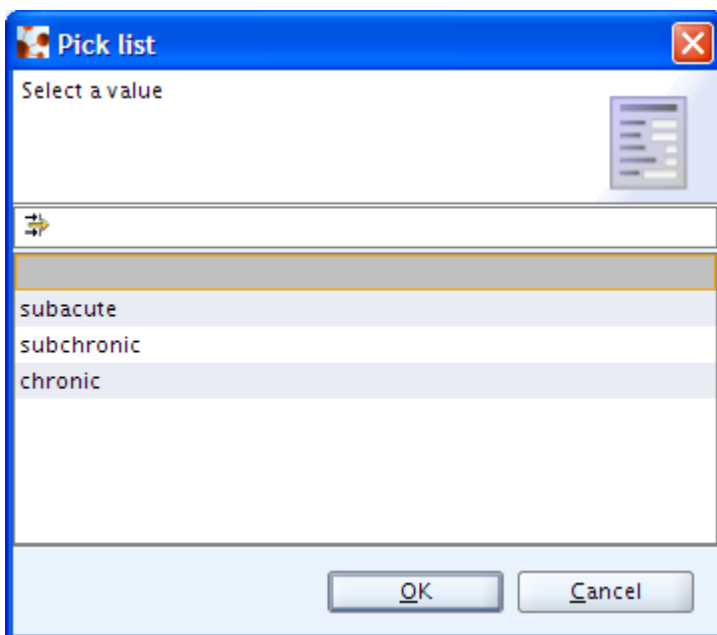 Pick list
Select a value
subacute
subchronic
chronic
OK Cancel